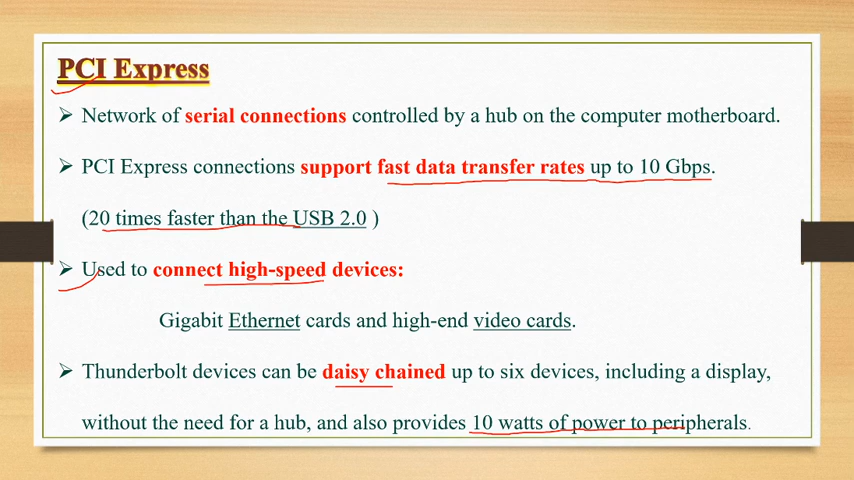 PCI Express
➢ Network of serial connections controlled by a hub on the computer motherboard.
➢ PCI Express connections support fast data transfer rates up to 10 Gbps.
(20 times faster than the USB 2.0 )
➢ Used to connect high-speed devices:
Gigabit Ethernet cards and high-end video cards.
➢ Thunderbolt devices can be daisy chained up to six devices, including a display,
without the need for a hub, and also provides 10 watts of power to peripherals.